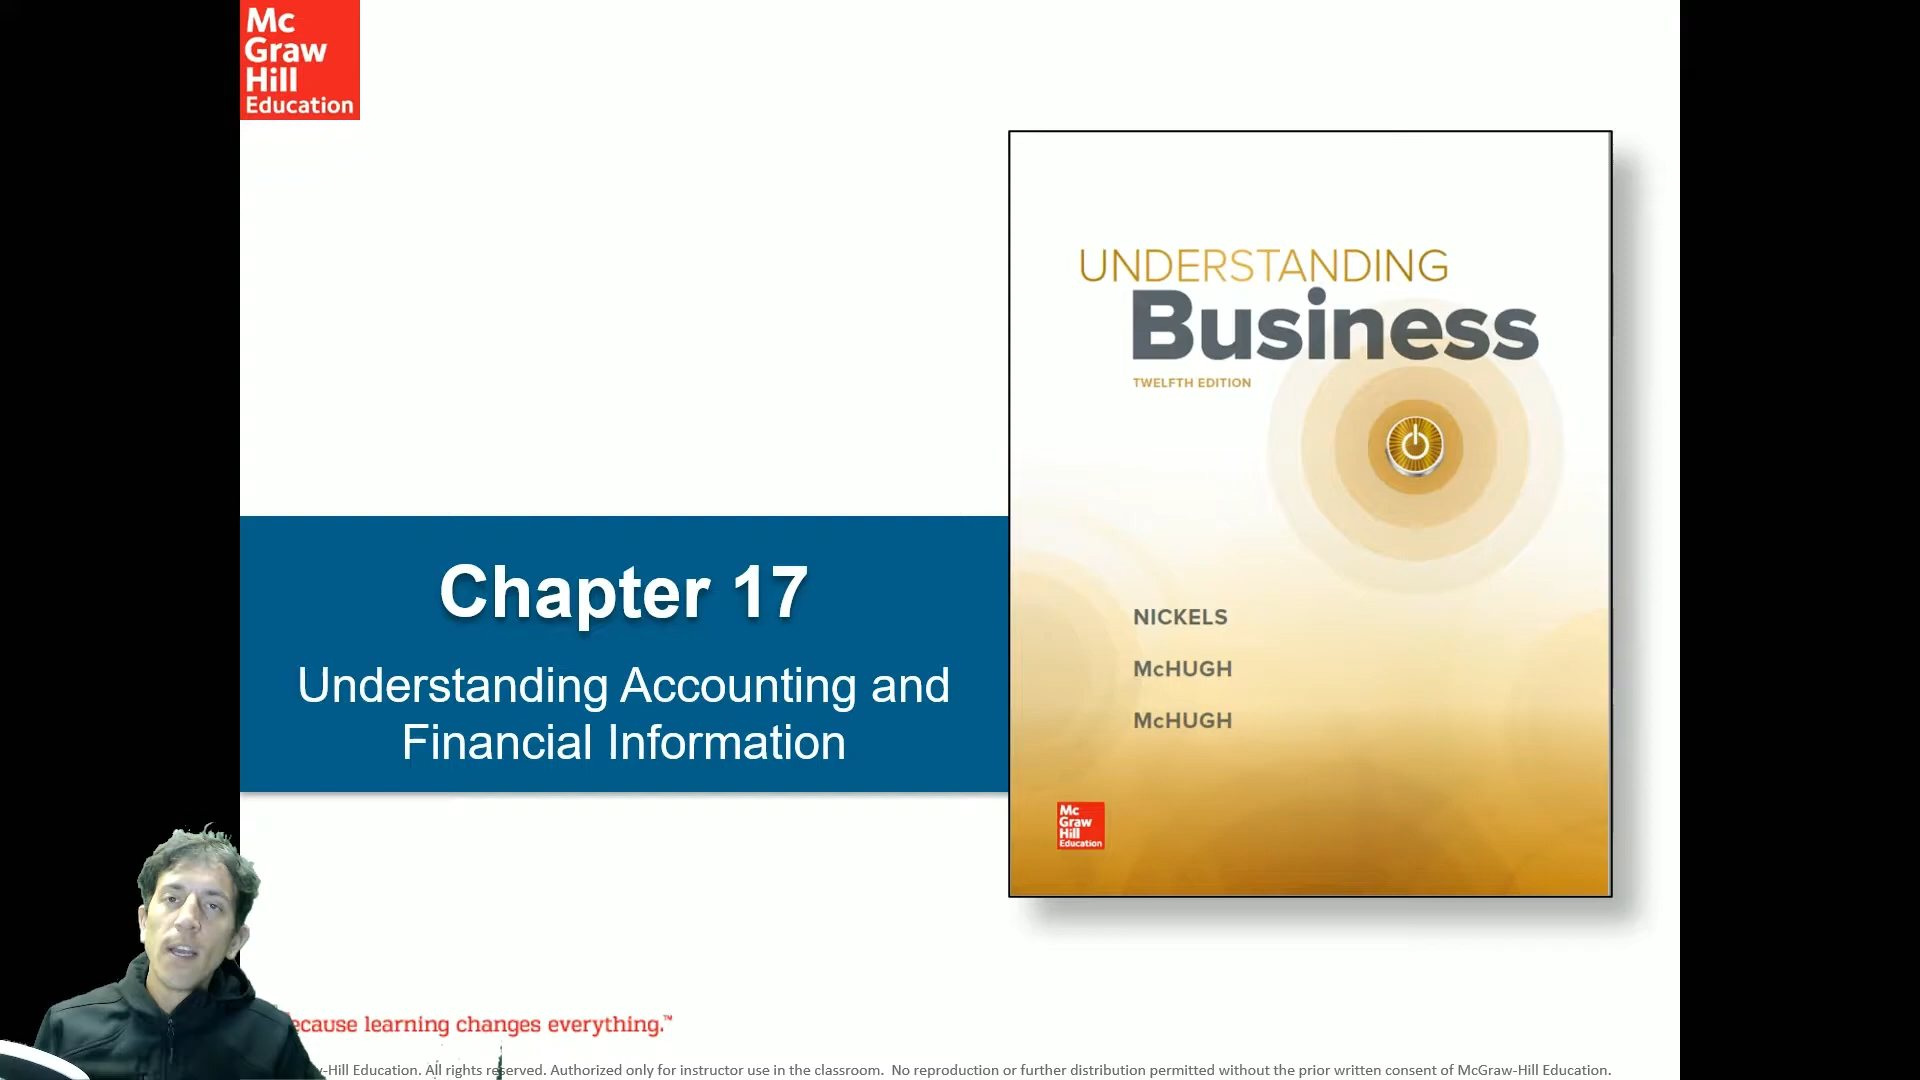 Mc
Graw
Hill
Education
UNDERSTANDING
Business
TWELFTH EDITION
Chapter 17
Understanding Accounting and
Financial Information
NICKELS
McHUGH
McHUGH
Mc
Graw
Hill
Education
ecause learning changes everything.™
-Hill Education. All rights reserved. Authorized only for instructor use in the classroom. No reproduction or further distribution permitted without the prior written consent of McGraw-Hill Education.